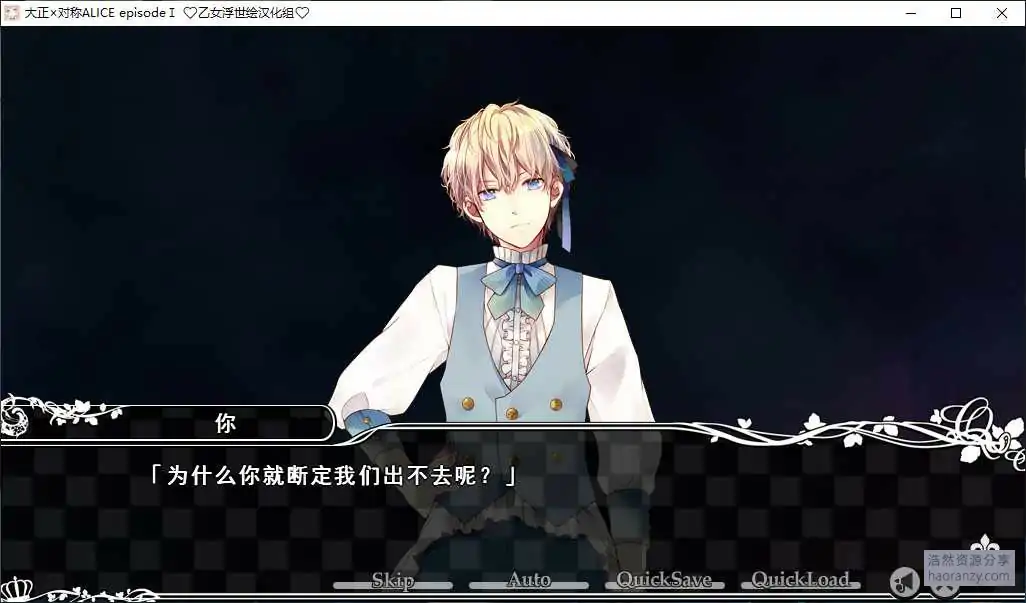 大正×对称ALICE episodeⅠ ♡乙女浮世绘汉化组♡
你
「为什么你就断定我们出不去呢？」
Skip Auto QuickSave QuickLoad
浩然资源分享
haoranzy.com